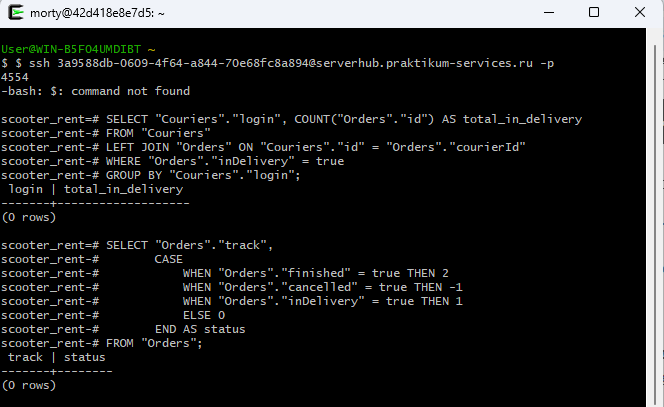 morty@42d418e8e7d5: ~
User@WIN-B5FO4UMDIBT ~
$ $ ssh 3a9588db-0609-4f64-a844-70e68fc8a894@serverhub.praktikum-services.ru -p
4554
-bash: $: command not found
scooter_rent=# SELECT "Couriers"."login", COUNT("Orders"."id") AS total_in_delivery
scooter_rent-# FROM "Couriers"
scooter_rent-# LEFT JOIN "Orders" ON "Couriers"."id" = "Orders"."courierId"
scooter_rent-# WHERE "Orders"."inDelivery" = true
scooter_rent-# GROUP BY "Couriers"."login";
 login | total_in_delivery
-------+-------------------
(0 rows)
scooter_rent=# SELECT "Orders"."track",
scooter_rent-#        CASE
scooter_rent-#            WHEN "Orders"."finished" = true THEN 2
scooter_rent-#            WHEN "Orders"."cancelled" = true THEN -1
scooter_rent-#            WHEN "Orders"."inDelivery" = true THEN 1
scooter_rent-#            ELSE 0
scooter_rent-#        END AS status
scooter_rent-# FROM "Orders";
 track | status
-------+--------
(0 rows)